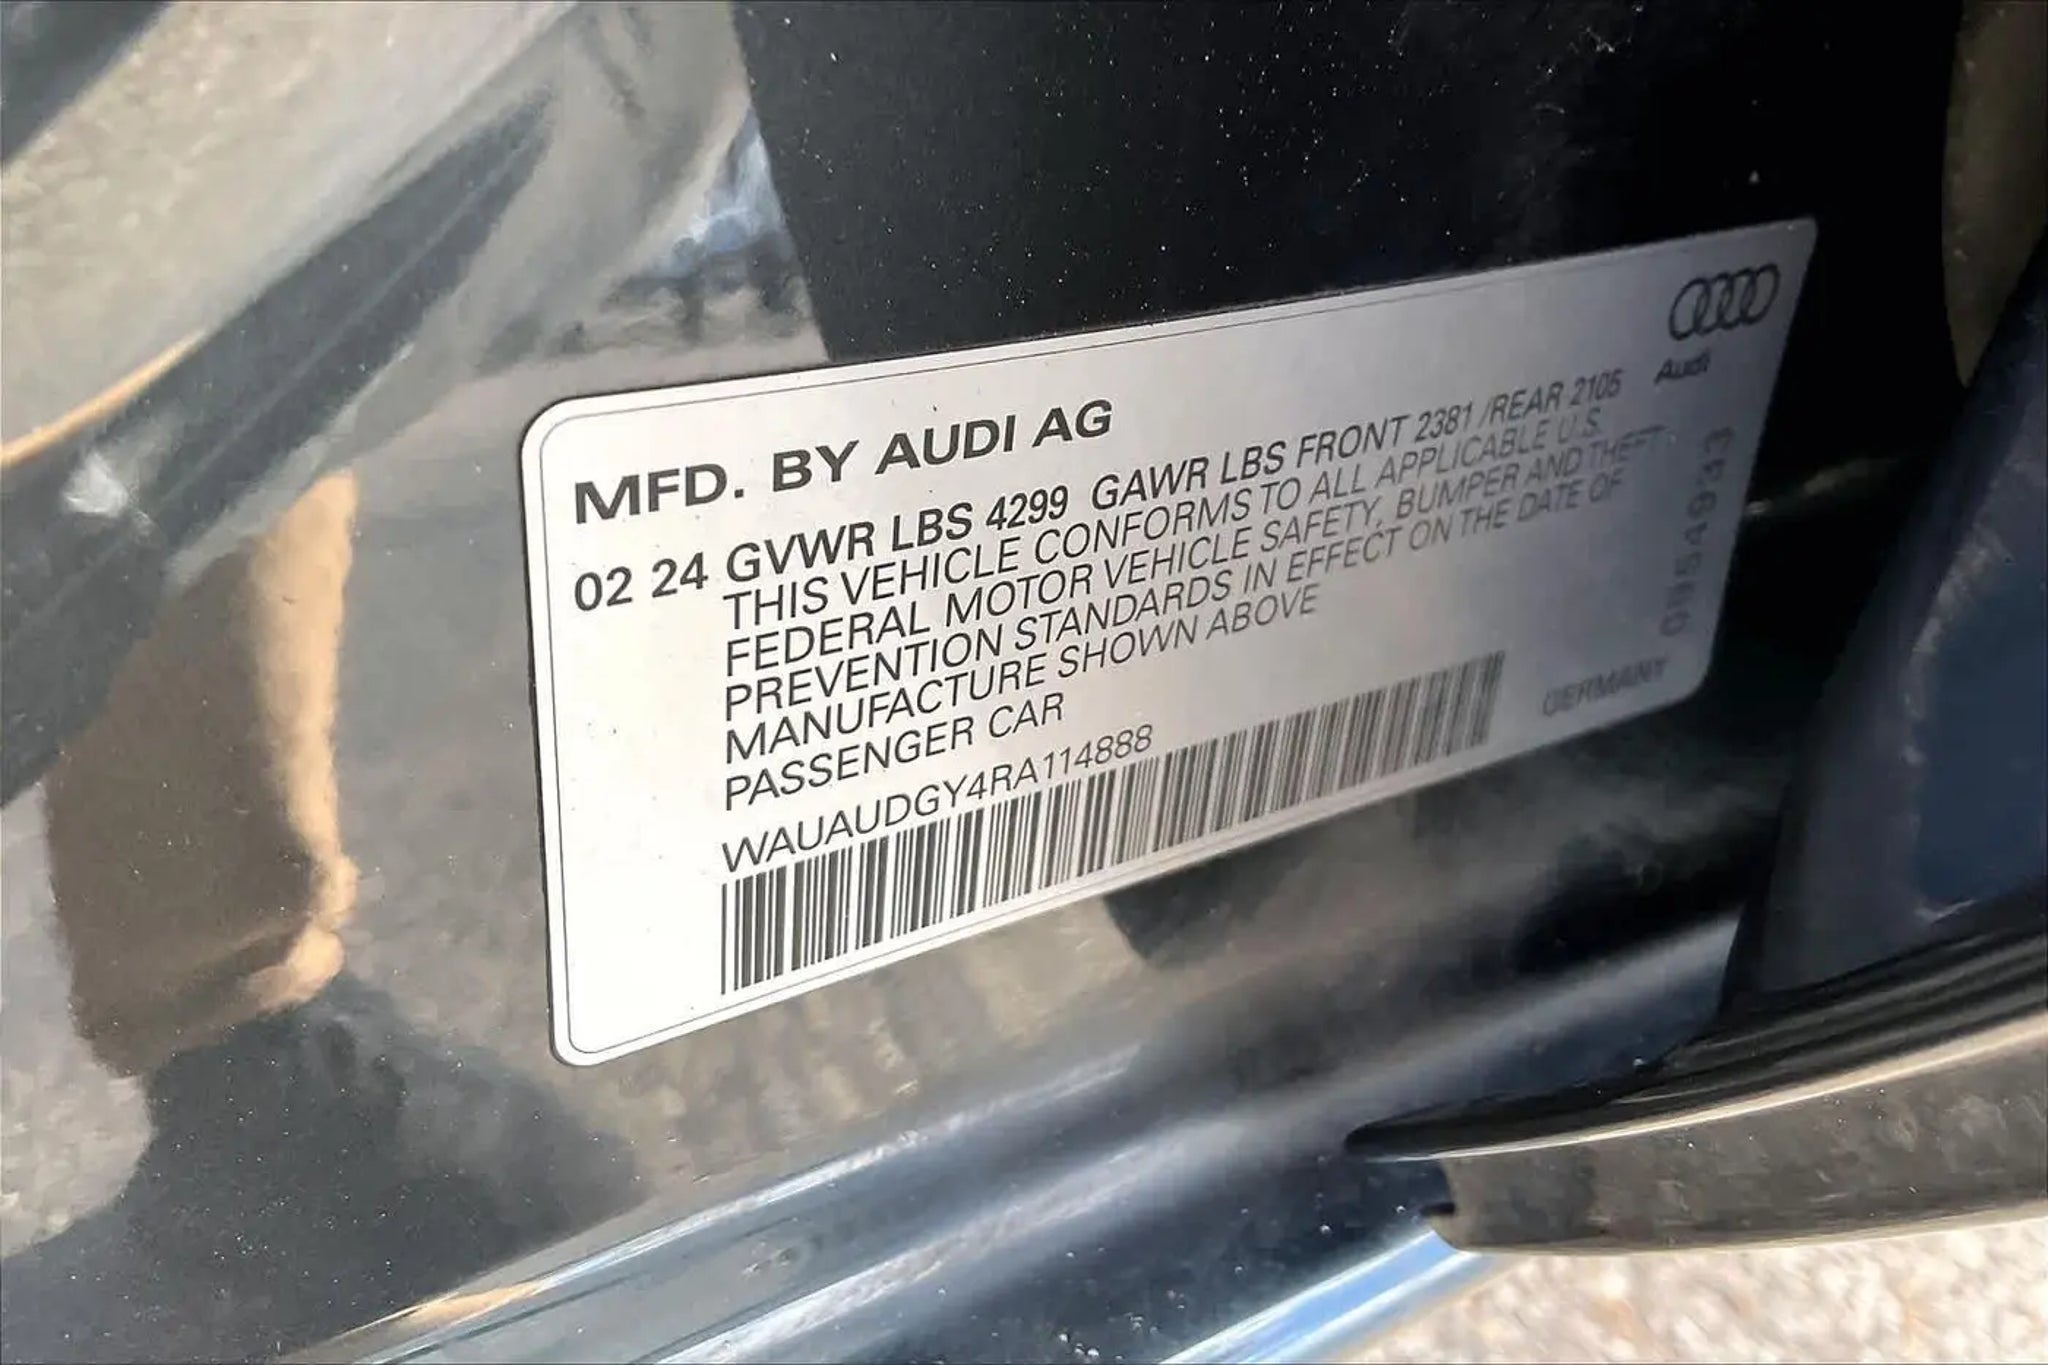 Audi
MFD. BY AUDI AG
02 24 GVWR LBS 4299 GAWR LBS FRONT 2381 /REAR 2105
THIS VEHICLE CONFORMS TO ALL APPLICABLE U.S.
FEDERAL MOTOR VEHICLE SAFETY, BUMPER AND THEFT
PREVENTION STANDARDS IN EFFECT ON THE DATE OF
MANUFACTURE SHOWN ABOVE
PASSENGER CAR
WAUAUDGY4RA114888
GERMANY